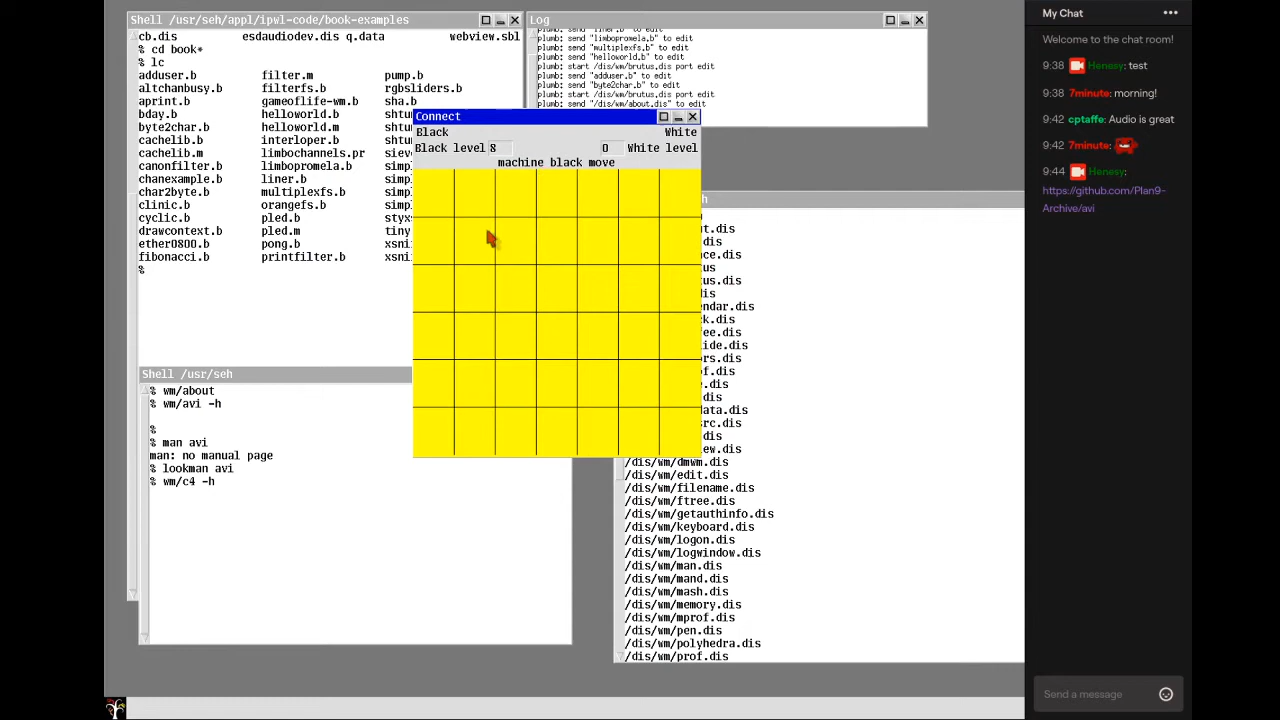 Shell /usr/seh/appl/ipwl-code/book-examples
cb.dis esdaudiodev.dis q.data webview.sbl
% cd book*
% lc
adduser.b filter.m pump.b
altchanbusy.b filterfs.b rgbsliders.b
aprint.b gameoflife-wm.b sha.b
bday.b helloworld.b
byte2char.b helloworld.m
cachelib.b interloper.b
cachelib.m limbochannels.pr
canonfilter.b limbopromela.b
chanexample.b liner.b
char2byte.b multiplexfs.b
clinic.b orangefs.b
cyclic.b pled.b
drawcontext.b pled.m
ether0800.b pong.b
fibonacci.b printfilter.b
%
Log
plumb: send "liner.b" to edit
plumb: send "limbopromela.b" to edit
plumb: send "multiplexfs.b" to edit
plumb: send "helloworld.b" to edit
plumb: start /dis/wm/brutus.dis port edit
plumb: send "adduser.b" to edit
plumb: send "byte2char.b" to edit
plumb: start /dis/wm/brutus.dis port edit
plumb: send "/dis/wm/about.dis" to edit
Connect
Black White
Black level 8 0 White level
machine black move
Shell /usr/seh
% wm/about
% wm/avi -h
%
% man avi
man: no manual page
% lookman avi
% wm/c4 -h
/dis/wm/dmwm.dis
/dis/wm/edit.dis
/dis/wm/filename.dis
/dis/wm/ftree.dis
/dis/wm/getauthinfo.dis
/dis/wm/keyboard.dis
/dis/wm/logon.dis
/dis/wm/logwindow.dis
/dis/wm/man.dis
/dis/wm/mand.dis
/dis/wm/mash.dis
/dis/wm/memory.dis
/dis/wm/mprof.dis
/dis/wm/pen.dis
/dis/wm/polyhedra.dis
/dis/wm/prof.dis
My Chat
Welcome to the chat room!
9:38 Henesy: test
9:38 7minute: morning!
9:42 cptaffe: Audio is great
9:42 7minute:
9:44 Henesy:
https://github.com/Plan9-
Archive/avi
Send a message